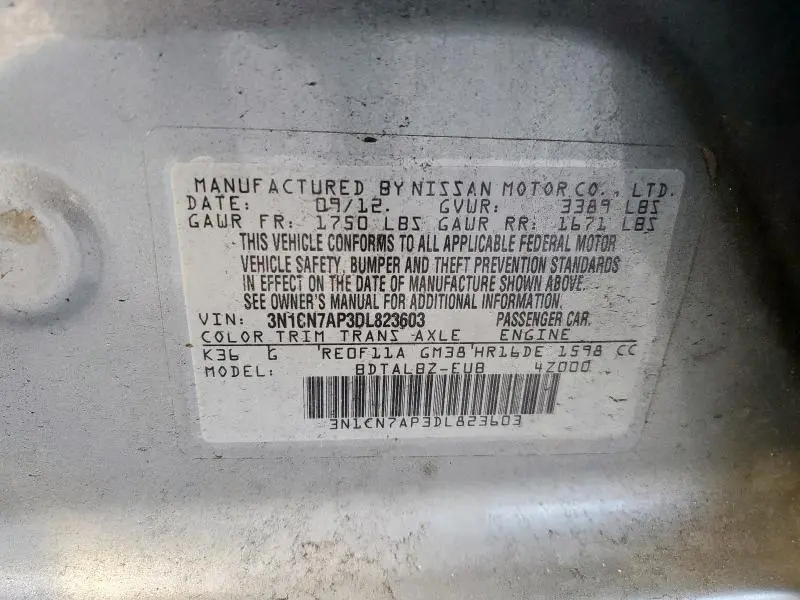 MANUFACTURED BY NISSAN MOTOR CO., LTD.
DATE: 09/12. GVWR: 3389 LBS
GAWR FR: 1750 LBS GAWR RR: 1671 LBS
THIS VEHICLE CONFORMS TO ALL APPLICABLE FEDERAL MOTOR
VEHICLE SAFETY, BUMPER AND THEFT PREVENTION STANDARDS
IN EFFECT ON THE DATE OF MANUFACTURE SHOWN ABOVE.
SEE OWNER'S MANUAL FOR ADDITIONAL INFORMATION.
VIN: 3N1CN7AP3DL823603 PASSENGER CAR.
COLOR TRIM TRANS AXLE ENGINE
K36 G RE0F11A GM38 HR16DE 1598 CC
MODEL: BDTALBZ-EUB 4Z000
3N1CN7AP3DL823603